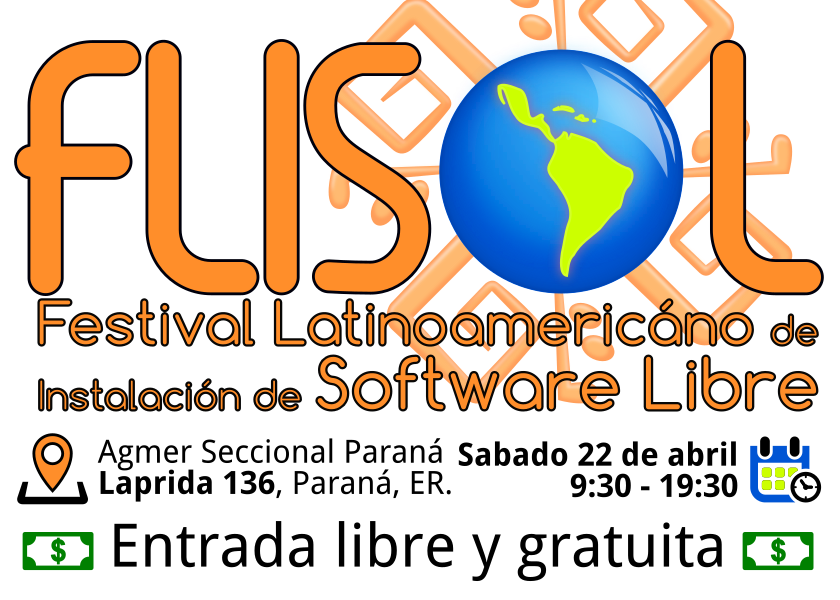 FLISOL
Festival Latinoamericáno de
Instalación de Software Libre
Agmer Seccional Paraná
Laprida 136, Paraná, ER.
Sabado 22 de abril
9:30 - 19:30
$ Entrada libre y gratuita $